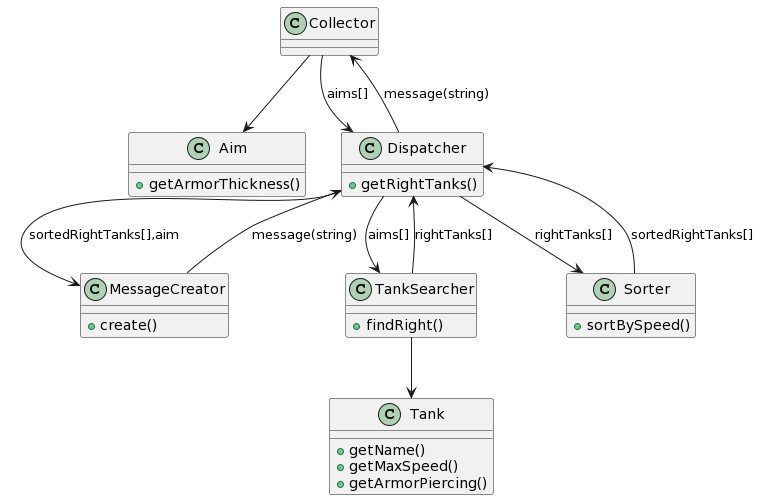 C Collector
aims[]
message(string)
C Aim
getArmorThickness()
C Dispatcher
getRightTanks()
sortedRightTanks[],aim
message(string)
aims[]
rightTanks[]
rightTanks[]
sortedRightTanks[]
C MessageCreator
create()
C TankSearcher
findRight()
C Sorter
sortBySpeed()
C Tank
getName()
getMaxSpeed()
getArmorPiercing()